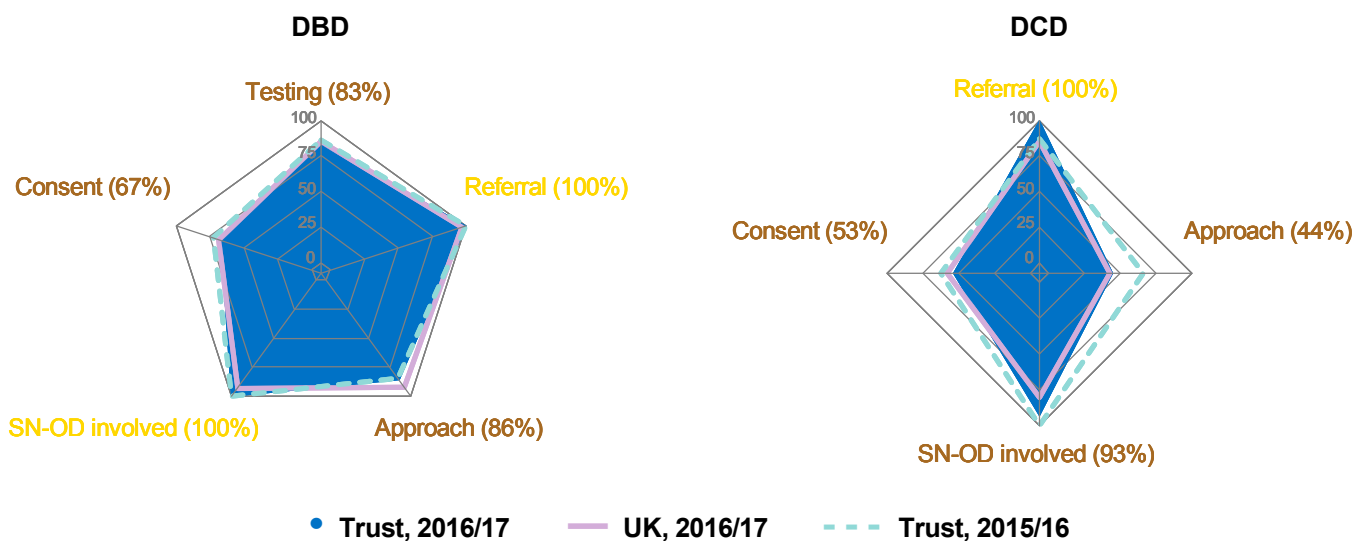 DBD
Testing (83%)
100
75
50
25
0
Consent (67%)
Referral (100%)
SN-OD involved (100%)
Approach (86%)
DCD
Referral (100%)
100
75
50
25
0
Consent (53%)
Approach (44%)
SN-OD involved (93%)
Trust, 2016/17
UK, 2016/17
Trust, 2015/16